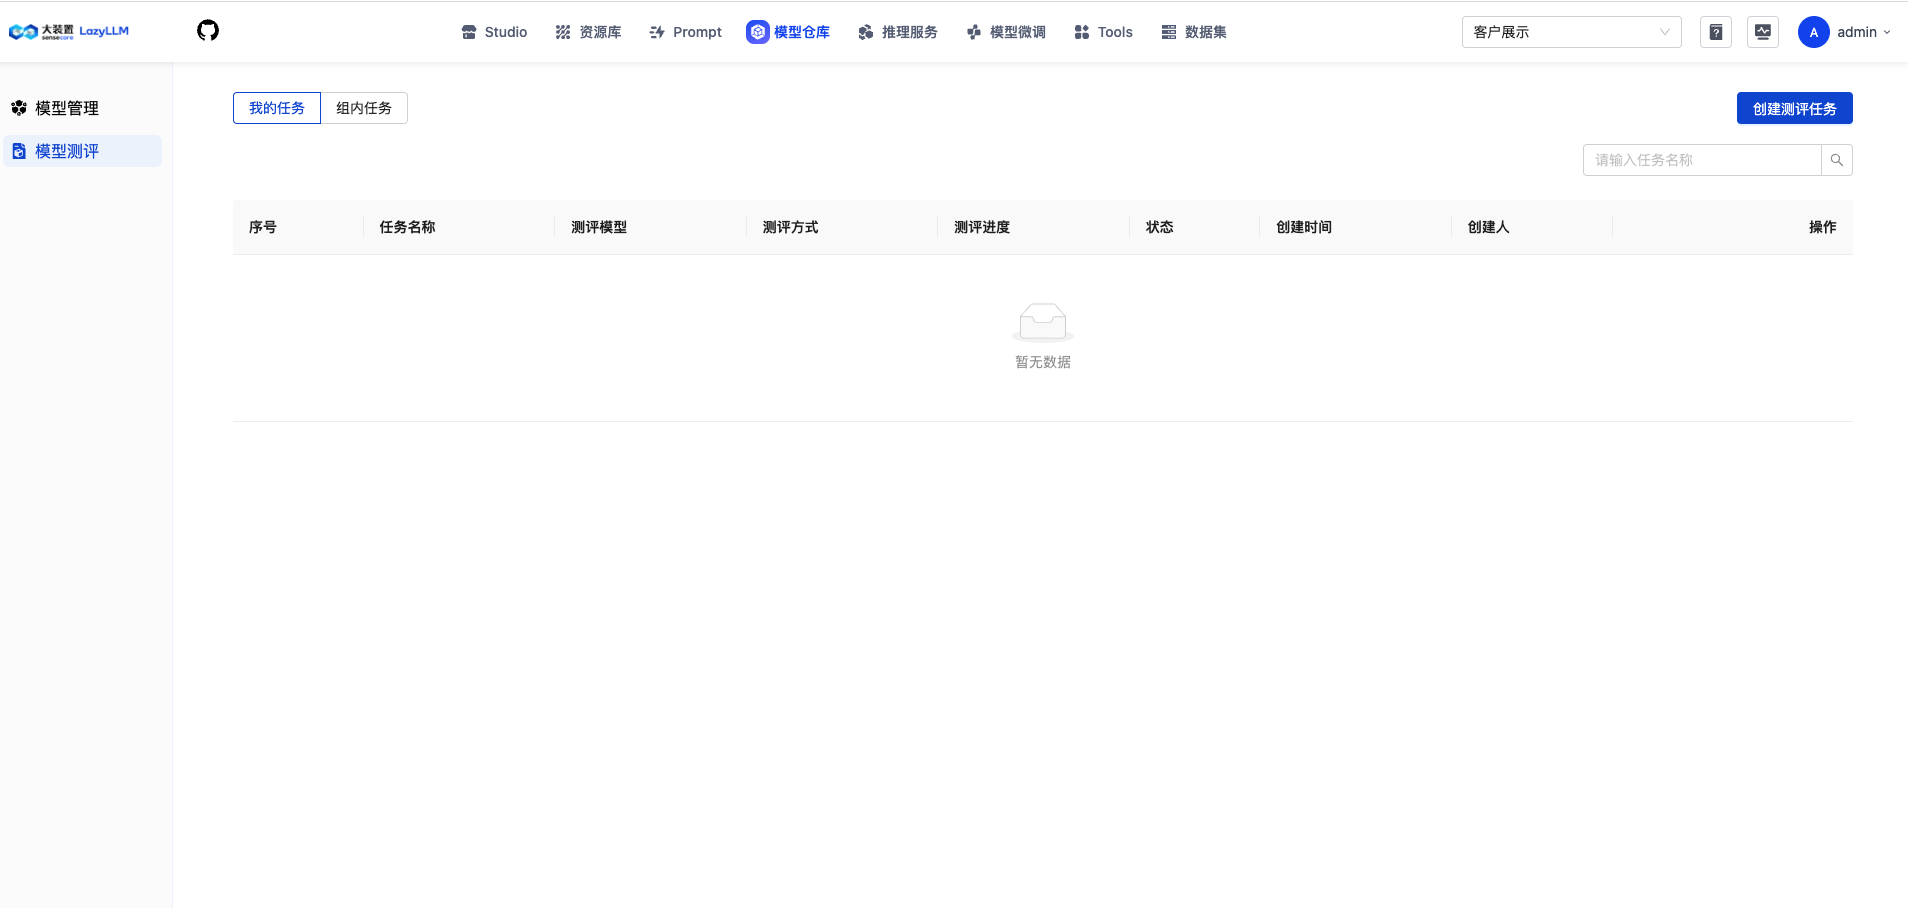 大装置 sensecore LazyLLM
Studio 资源库 Prompt 模型仓库 推理服务 模型微调 Tools 数据集
客户展示
A admin
模型管理
模型测评
我的任务 组内任务
创建测评任务
请输入任务名称
序号 任务名称 测评模型 测评方式 测评进度 状态 创建时间 创建人 操作
暂无数据